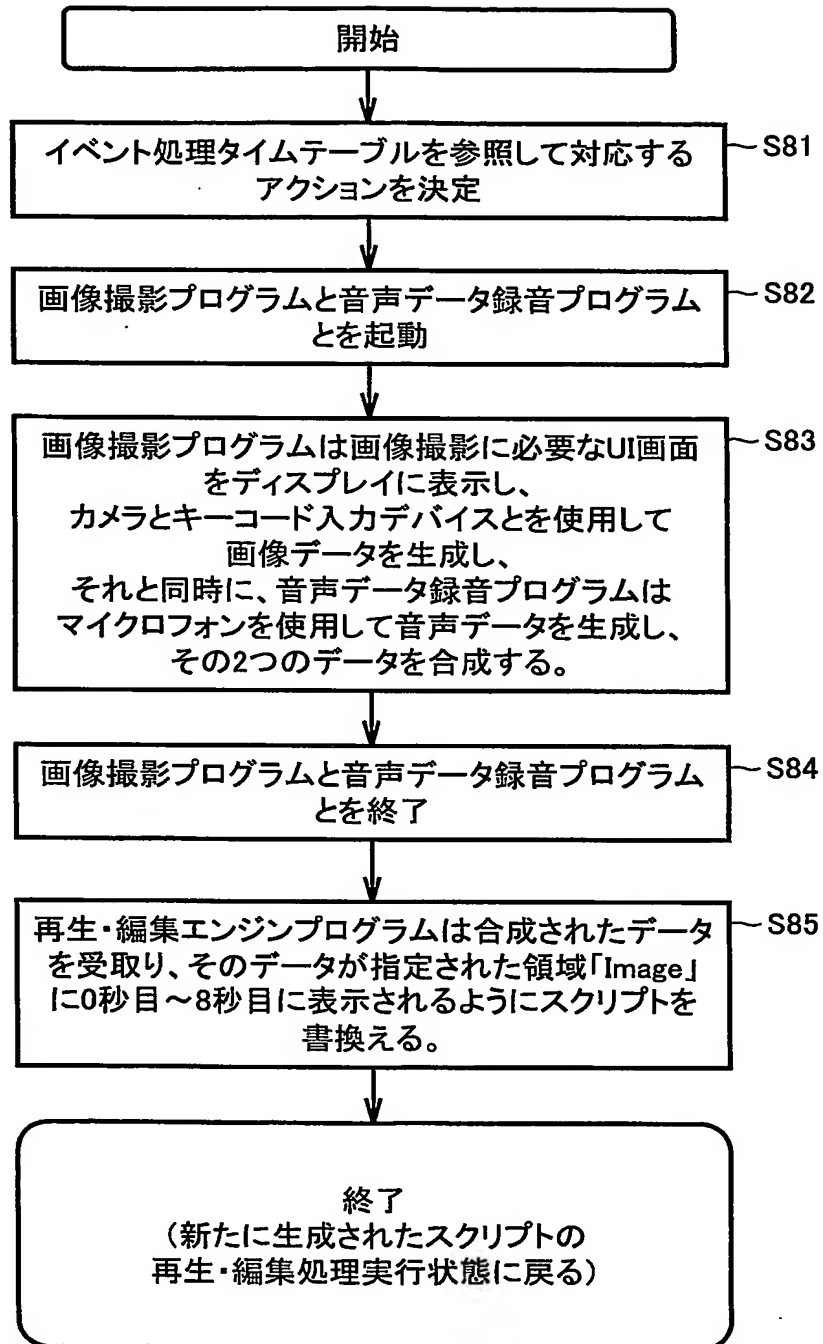 開始
イベント処理タイムテーブルを参照して対応する
アクションを決定
S81
画像撮影プログラムと音声データ録音プログラム
とを起動
S82
画像撮影プログラムは画像撮影に必要なUI画面
をディスプレイに表示し、
カメラとキーコード入力デバイスとを使用して
画像データを生成し、
それと同時に、音声データ録音プログラムは
マイクロフォンを使用して音声データを生成し、
その2つのデータを合成する。
S83
画像撮影プログラムと音声データ録音プログラム
とを終了
S84
再生・編集エンジンプログラムは合成されたデータ
を受取り、そのデータが指定された領域「Image」
に0秒目～8秒目に表示されるようにスクリプトを
書換える。
S85
終了
(新たに生成されたスクリプトの
再生・編集処理実行状態に戻る)